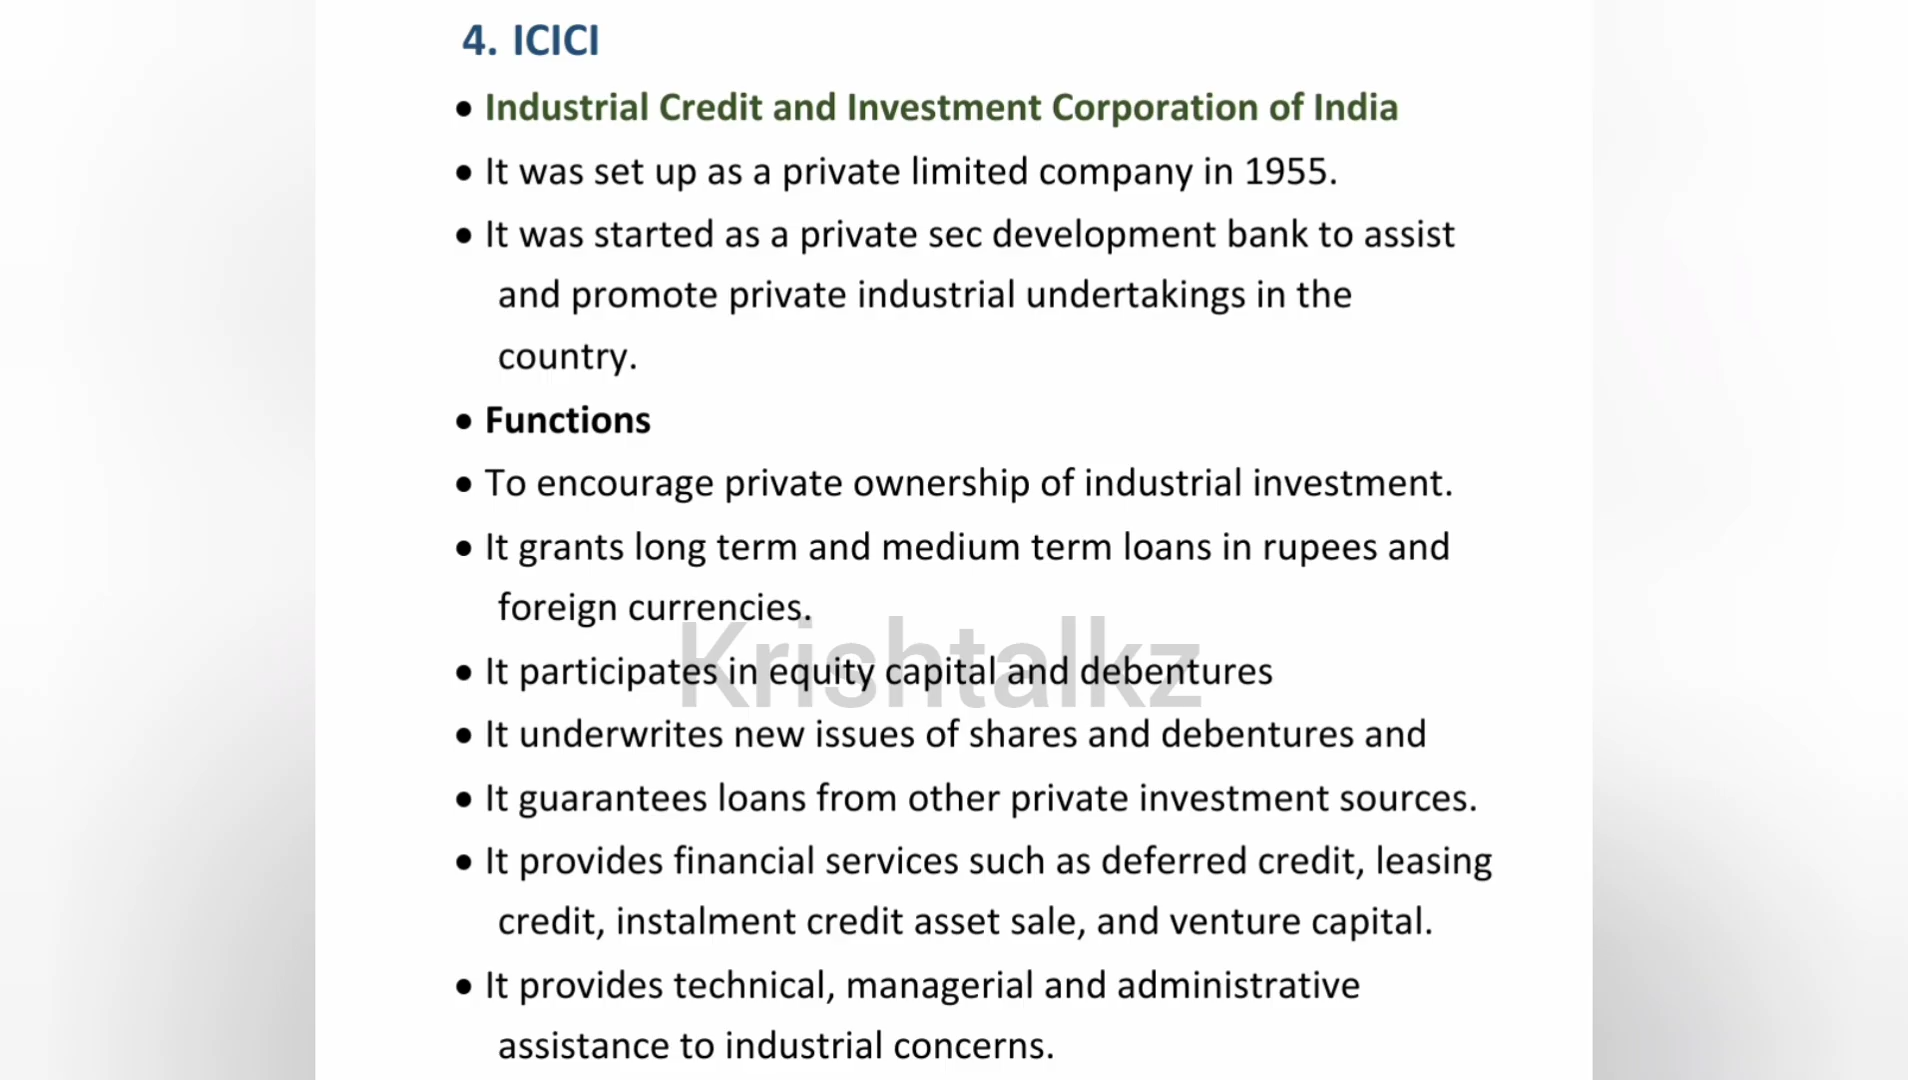 4. ICICI
• Industrial Credit and Investment Corporation of India
• It was set up as a private limited company in 1955.
• It was started as a private sec development bank to assist
and promote private industrial undertakings in the
country.
• Functions
• To encourage private ownership of industrial investment.
• It grants long term and medium term loans in rupees and
foreign currencies.
Krishtalkz
• It participates in equity capital and debentures
• It underwrites new issues of shares and debentures and
• It guarantees loans from other private investment sources.
• It provides financial services such as deferred credit, leasing
credit, instalment credit asset sale, and venture capital.
• It provides technical, managerial and administrative
assistance to industrial concerns.